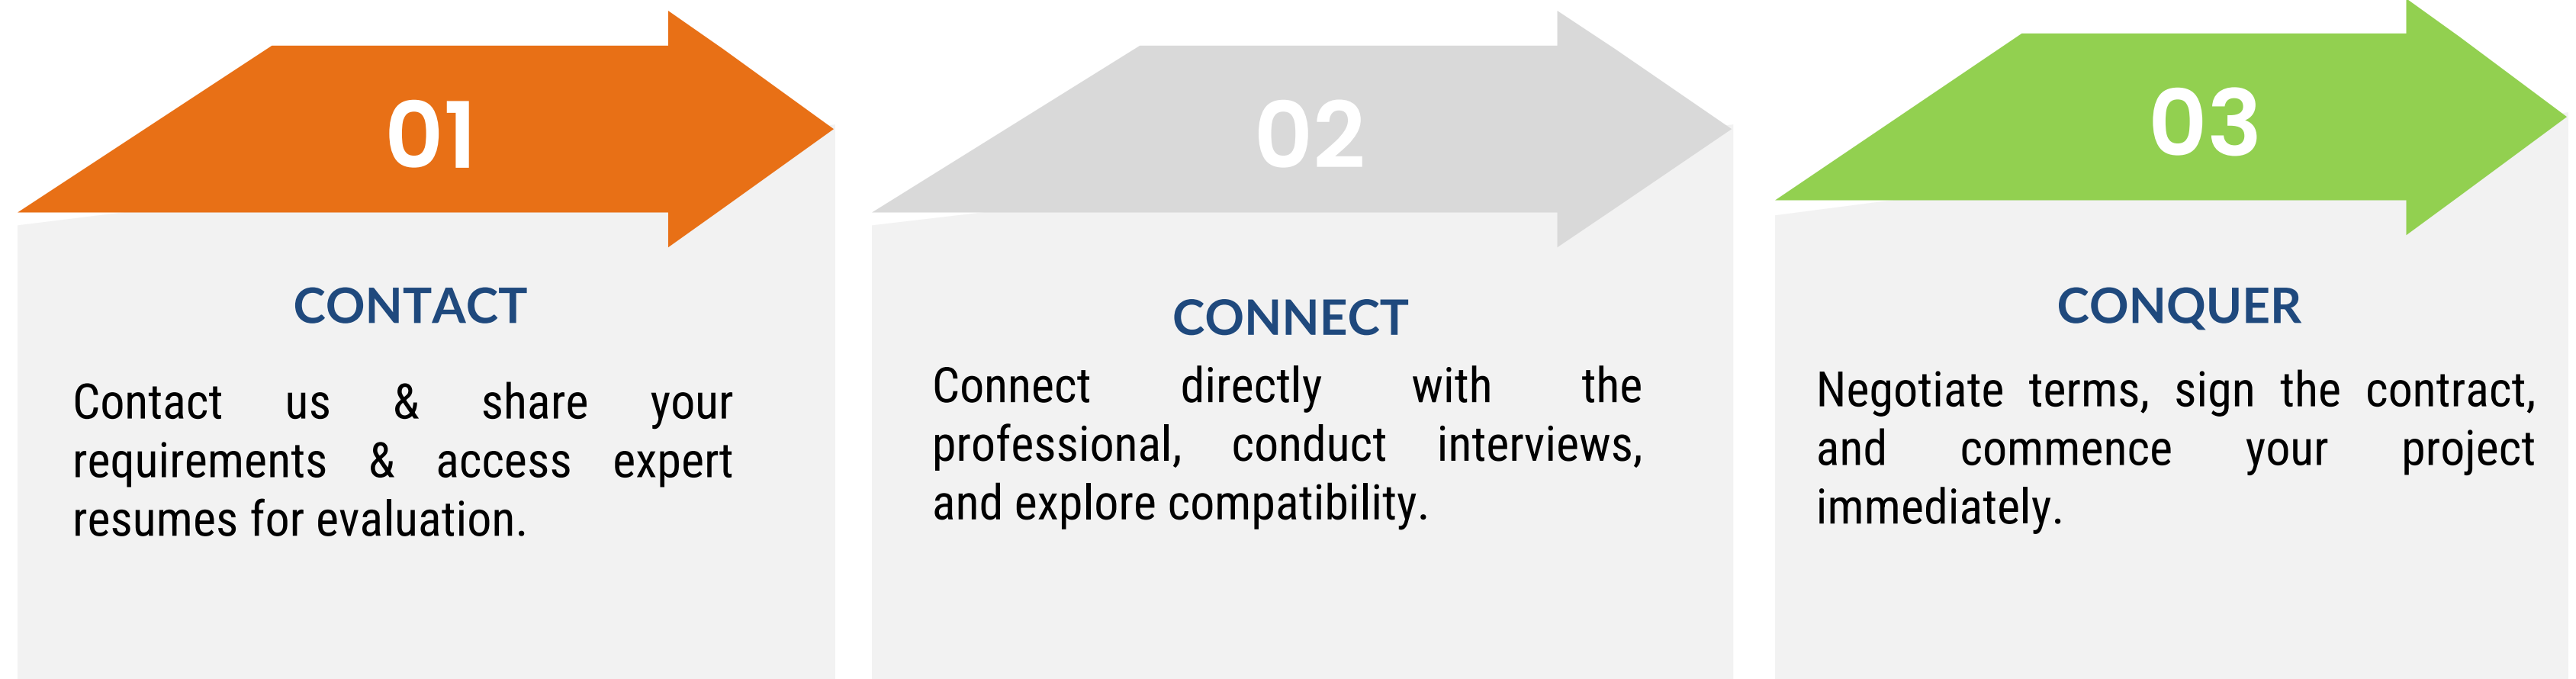 01
CONTACT
Contact us & share your
requirements & access expert
resumes for evaluation.
02
CONNECT
Connect directly with the
professional, conduct interviews,
and explore compatibility.
03
CONQUER
Negotiate terms, sign the contract,
and commence your project
immediately.